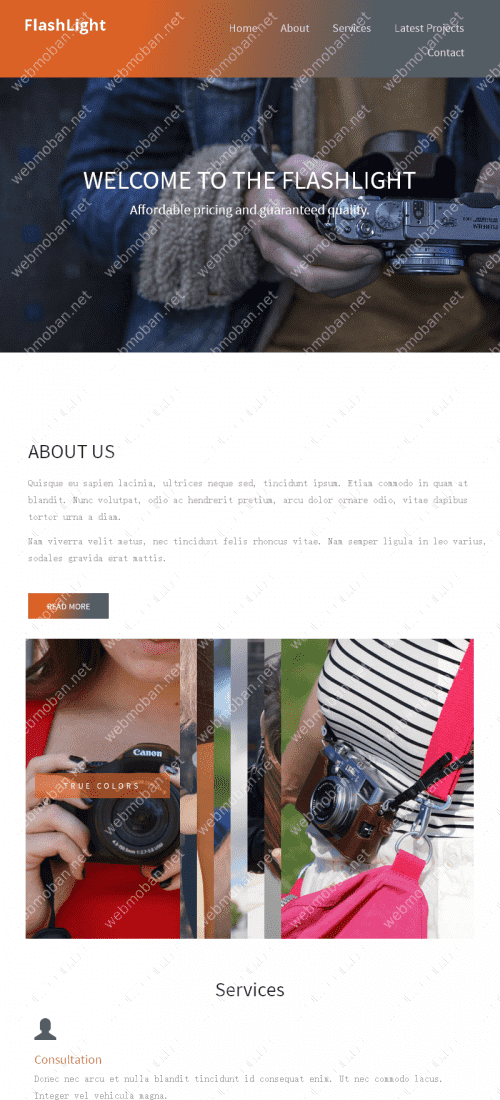 FlashLight
Home About Services Latest Projects
Contact
WELCOME TO THE FLASHLIGHT
Affordable pricing and guaranteed quality.
FUJIFILM
ABOUT US
Quisque eu sapien lacinia, ultrices neque sed, tincidunt ipsum. Etiam commodo in quam at
blandit. Nunc volutpat, odio ac hendrerit pretium, arcu dolor ornare odio, vitae dapibus
tortor urna a diam.
Nam viverra velit metus, nec tincidunt felis rhoncus vitae. Nam semper ligula in leo varius,
sodales gravida erat mattis.
READ MORE
Canon
TRUE COLORS
Services
Consultation
Donec nec arcu et nulla blandit tincidunt id consequat enim. Ut nec commodo lacus.
Integer vel vehicula magna.
webmoban.net